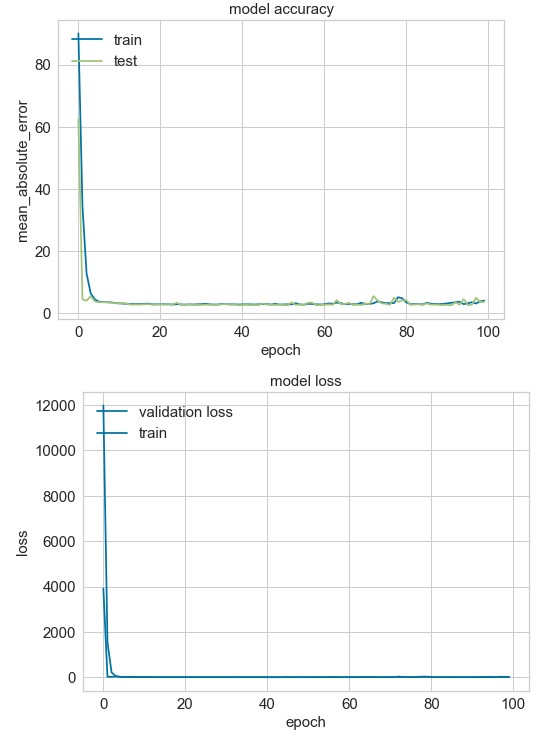 model accuracy
train
test
80
60
40
20
0
mean_absolute_error
0 20 40 60 80 100
epoch
model loss
validation loss
train
12000
10000
8000
6000
4000
2000
0
loss
0 20 40 60 80 100
epoch